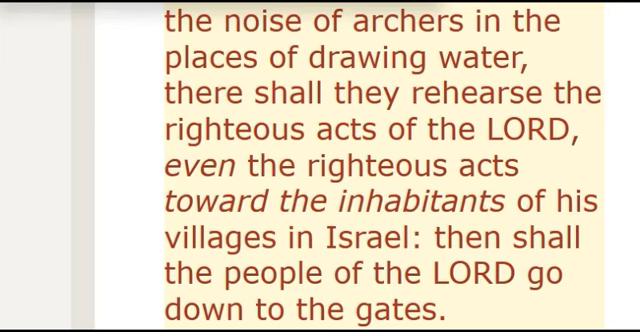 the noise of archers in the
places of drawing water,
there shall they rehearse the
righteous acts of the LORD,
even the righteous acts
toward the inhabitants of his
villages in Israel: then shall
the people of the LORD go
down to the gates.